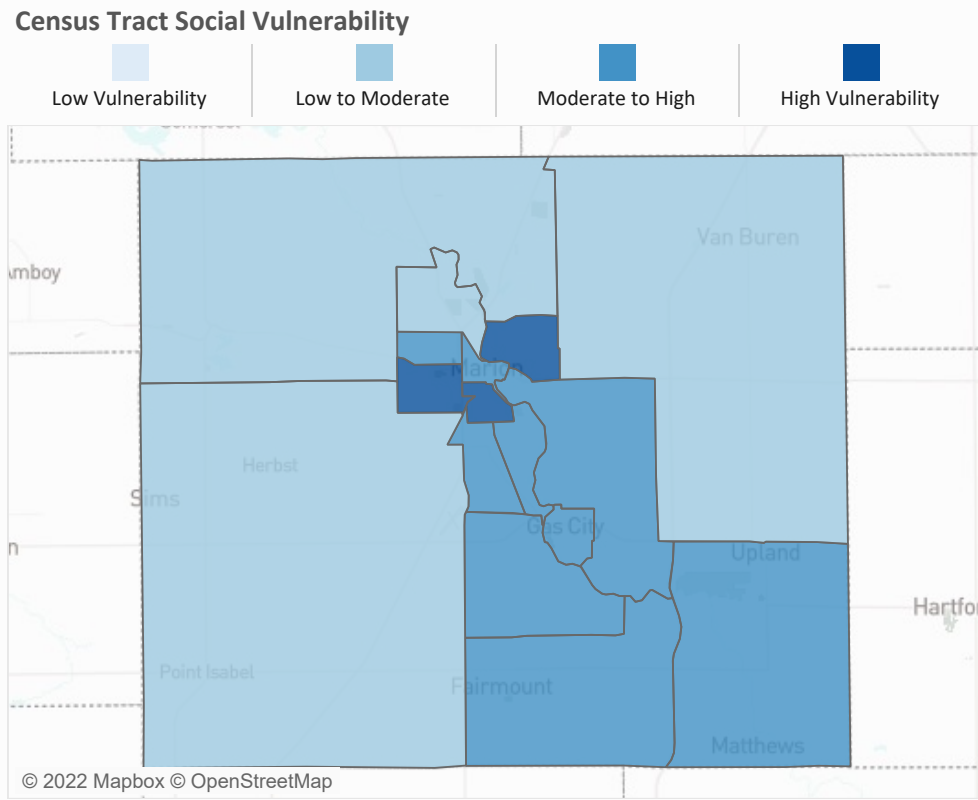 Census Tract Social Vulnerability
Low Vulnerability
Low to Moderate
Moderate to High
High Vulnerability
Van Buren
Marion
Herbst
Sims
Gas City
Upland
Point Isabel
Fairmount
Matthews
© 2022 Mapbox © OpenStreetMap